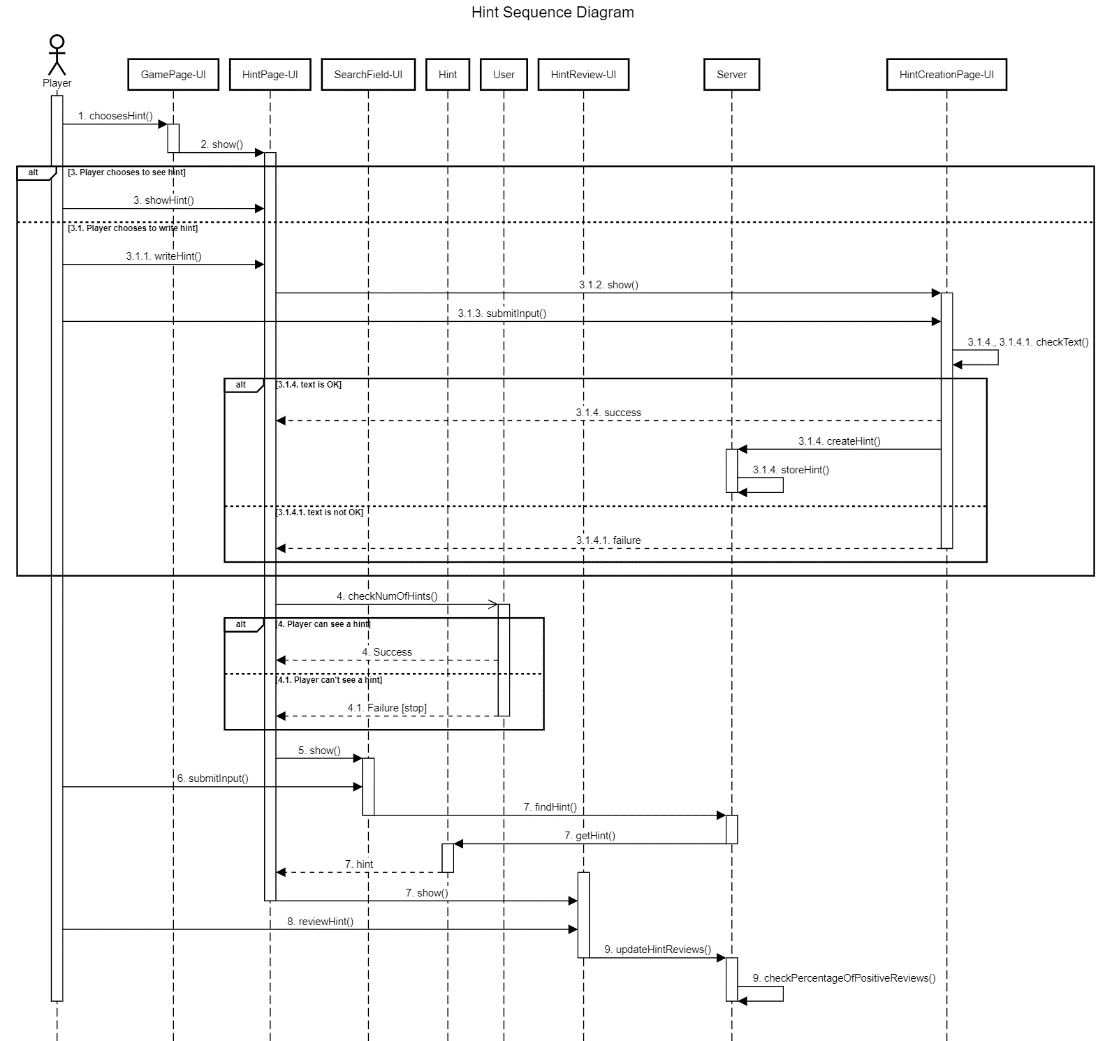 Hint Sequence Diagram
Player
GamePage-UI
HintPage-UI
SearchField-UI
Hint
User
HintReview-UI
Server
HintCreationPage-UI
1. choosesHint()
2. show()
alt
[3. Player chooses to see hint]
3. showHint()
[3.1. Player chooses to write hint]
3.1.1. writeHint()
3.1.2. show()
3.1.3. submitInput()
3.1.4., 3.1.4.1. checkText()
alt
[3.1.4. text is OK]
3.1.4. success
3.1.4. createHint()
3.1.4. storeHint()
[3.1.4.1. text is not OK]
3.1.4.1. failure
4. checkNumOfHints()
alt
[4. Player can see a hint]
4. Success
[4.1. Player can't see a hint]
4.1. Failure [stop]
5. show()
6. submitInput()
7. findHint()
7. getHint()
7. hint
7. show()
8. reviewHint()
9. updateHintReviews()
9. checkPercentageOfPositiveReviews()